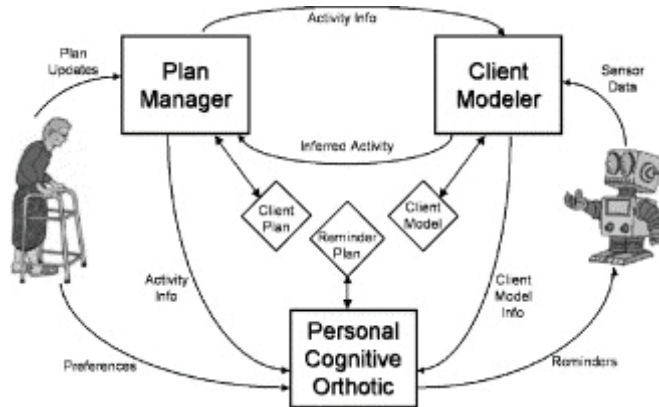 Activity Info
Plan
Updates
Plan
Manager
Client
Modeler
Sensor
Data
Inferred Activity
Client
Plan
Reminder
Plan
Client
Model
Activity
Info
Client
Model
Info
Personal
Cognitive
Orthotic
Preferences
Reminders